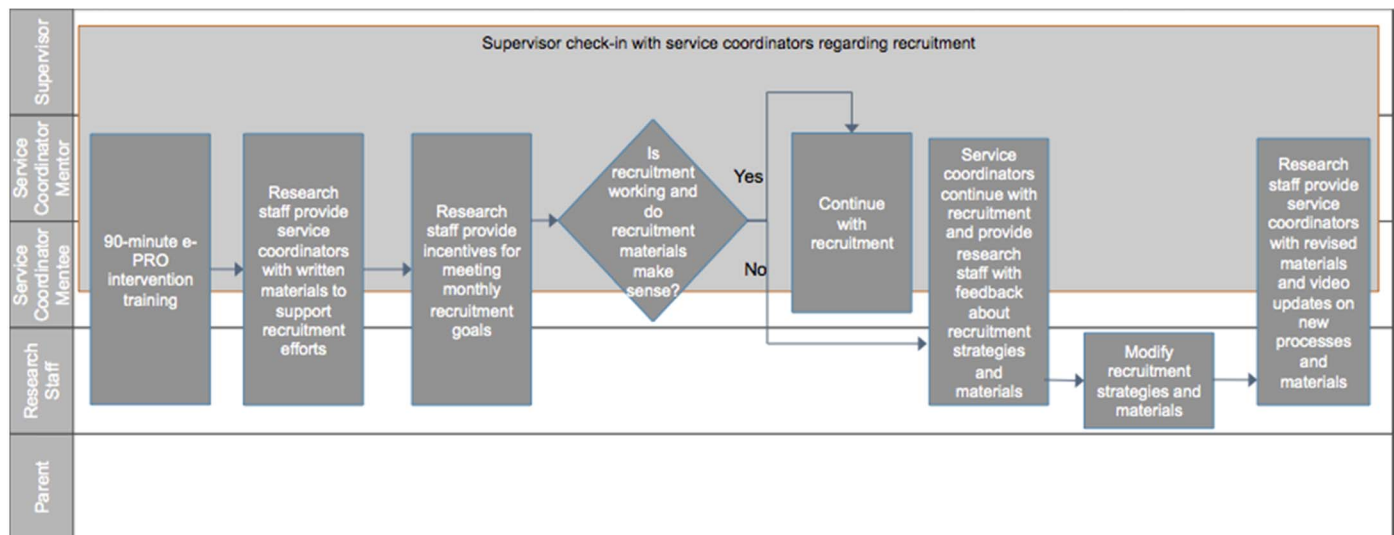 Supervisor
Service
Coordinator
Mentor
Service
Coordinator
Mentee
Research
Staff
Parent
Supervisor check-in with service coordinators regarding recruitment
90-minute e-
PRO
intervention
training
Research
staff provide
service
coordinators
with written
materials to
support
recruitment
efforts
Research
staff provide
incentives for
meeting
monthly
recruitment
goals
Is
recruitment
working and
do
recruitment
materials
make
sense?
Yes
No
Continue
with
recruitment
Service
coordinators
continue with
recruitment
and provide
research
staff with
feedback
about
recruitment
strategies
and
materials
Modify
recruitment
strategies and
materials
Research
staff provide
service
coordinators
with revised
materials
and video
updates on
new
processes
and
materials